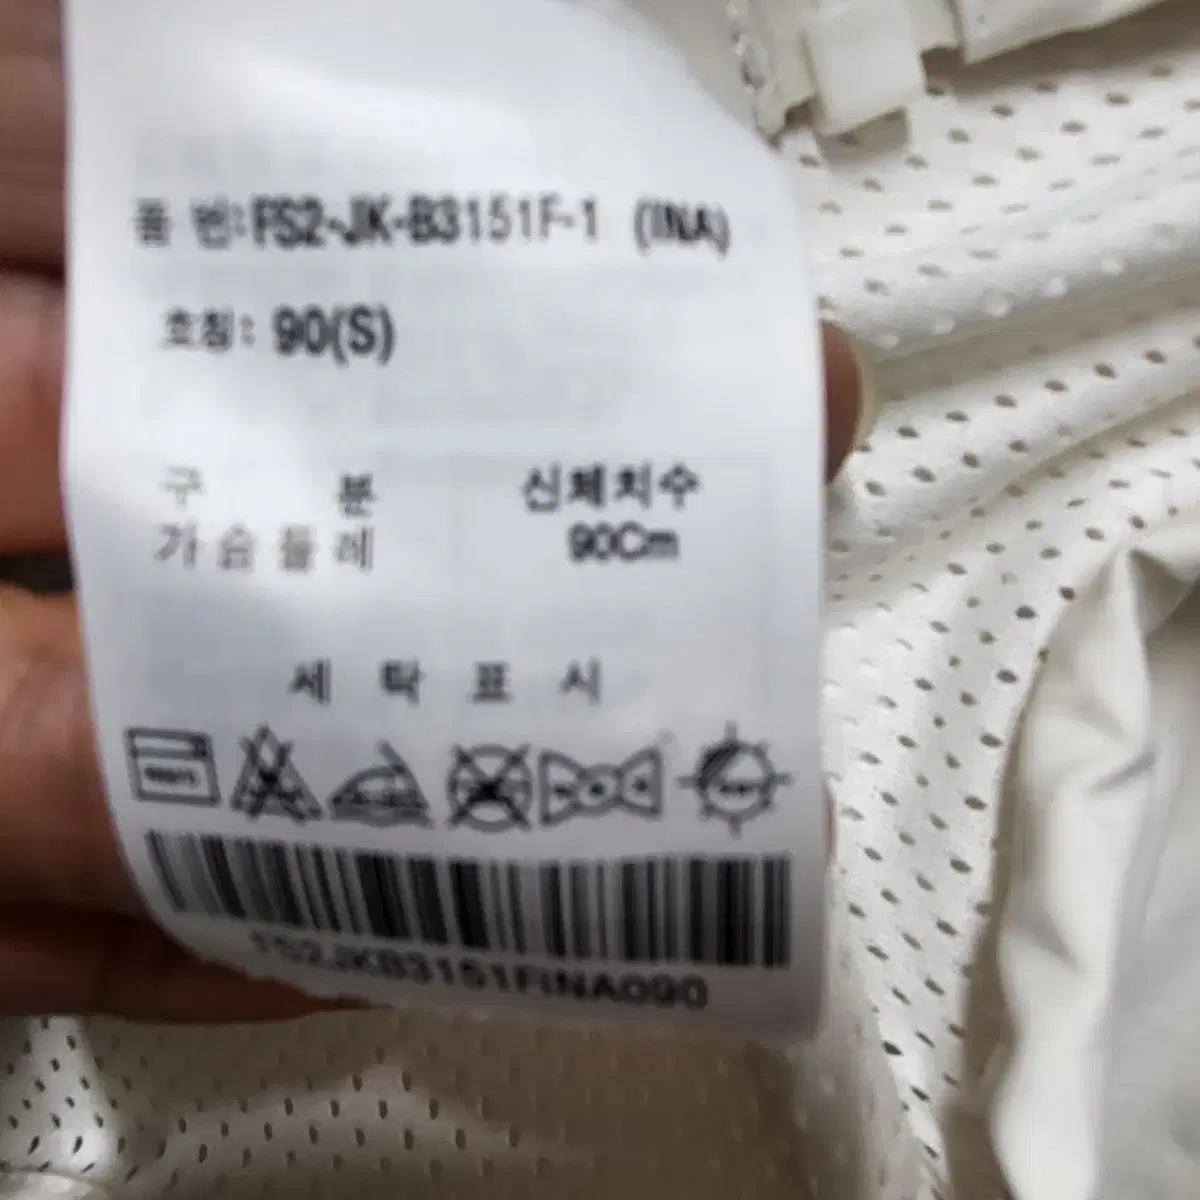 품 번: FS2-JK-B3151F-1 (INA)
호칭: 90(S)
구 분 신체치수
가슴둘레 90Cm
세 탁 표 시
FS2JKB3151FINA090